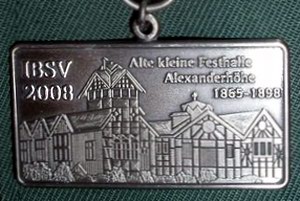 IBSV
2008
Alte kleine Festhalle
Alexanderhöhe
1865-1898